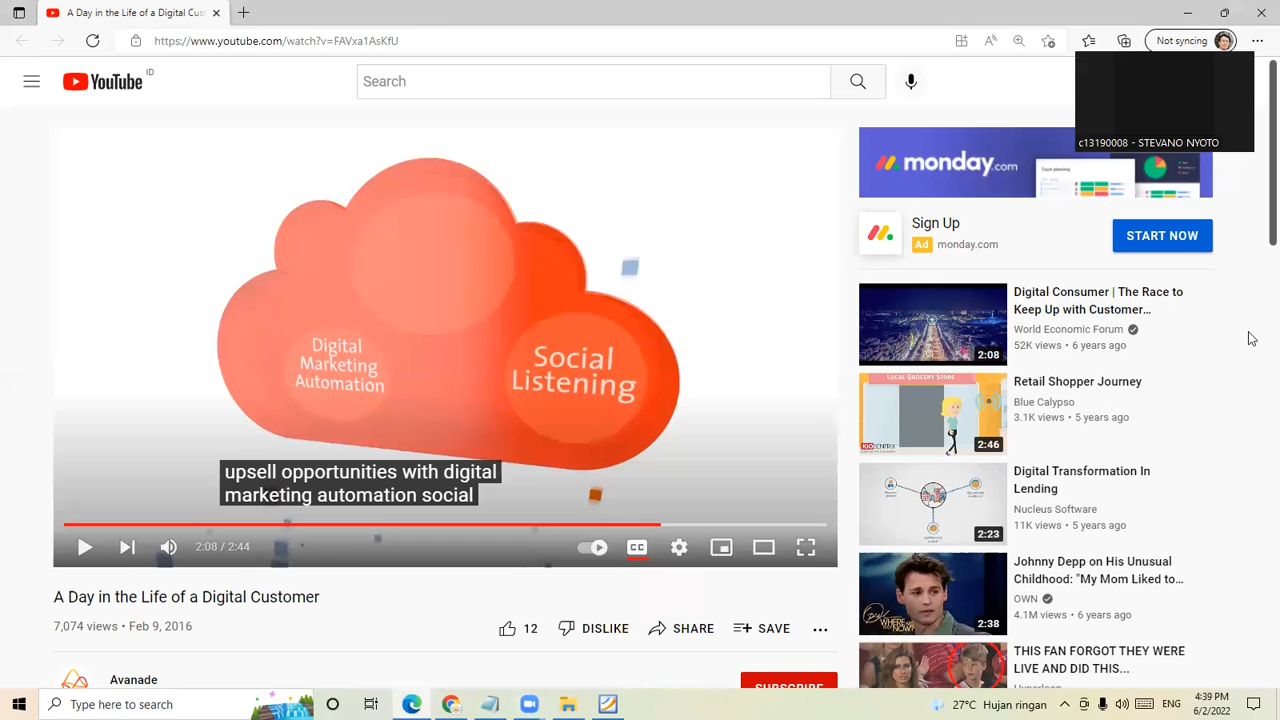 A Day in the Life of a Digital Cust
Not syncing
https://www.youtube.com/watch?v=FAVxa1AsKfU
YouTube ID
Search
c13190008 - STEVANO NYOTO
monday.com
Sign Up
Ad monday.com
START NOW
Digital Marketing Automation
Social Listening
upsell opportunities with digital
marketing automation social
2:08 / 2:44
CC
A Day in the Life of a Digital Customer
7,074 views • Feb 9, 2016
12 DISLIKE SHARE SAVE
Avanade
SUBSCRIBE
Digital Consumer | The Race to
Keep Up with Customer…
World Economic Forum
52K views • 6 years ago
2:08
LOCAL GROCERY STORE
Retail Shopper Journey
Blue Calypso
3.1K views • 5 years ago
2:46
Digital Transformation In
Lending
Nucleus Software
11K views • 5 years ago
2:23
Johnny Depp on His Unusual
Childhood: "My Mom Liked to…
OWN
4.1M views • 6 years ago
2:38
THIS FAN FORGOT THEY WERE
LIVE AND DID THIS...
Type here to search
27°C Hujan ringan
ENG
4:39 PM
6/2/2022